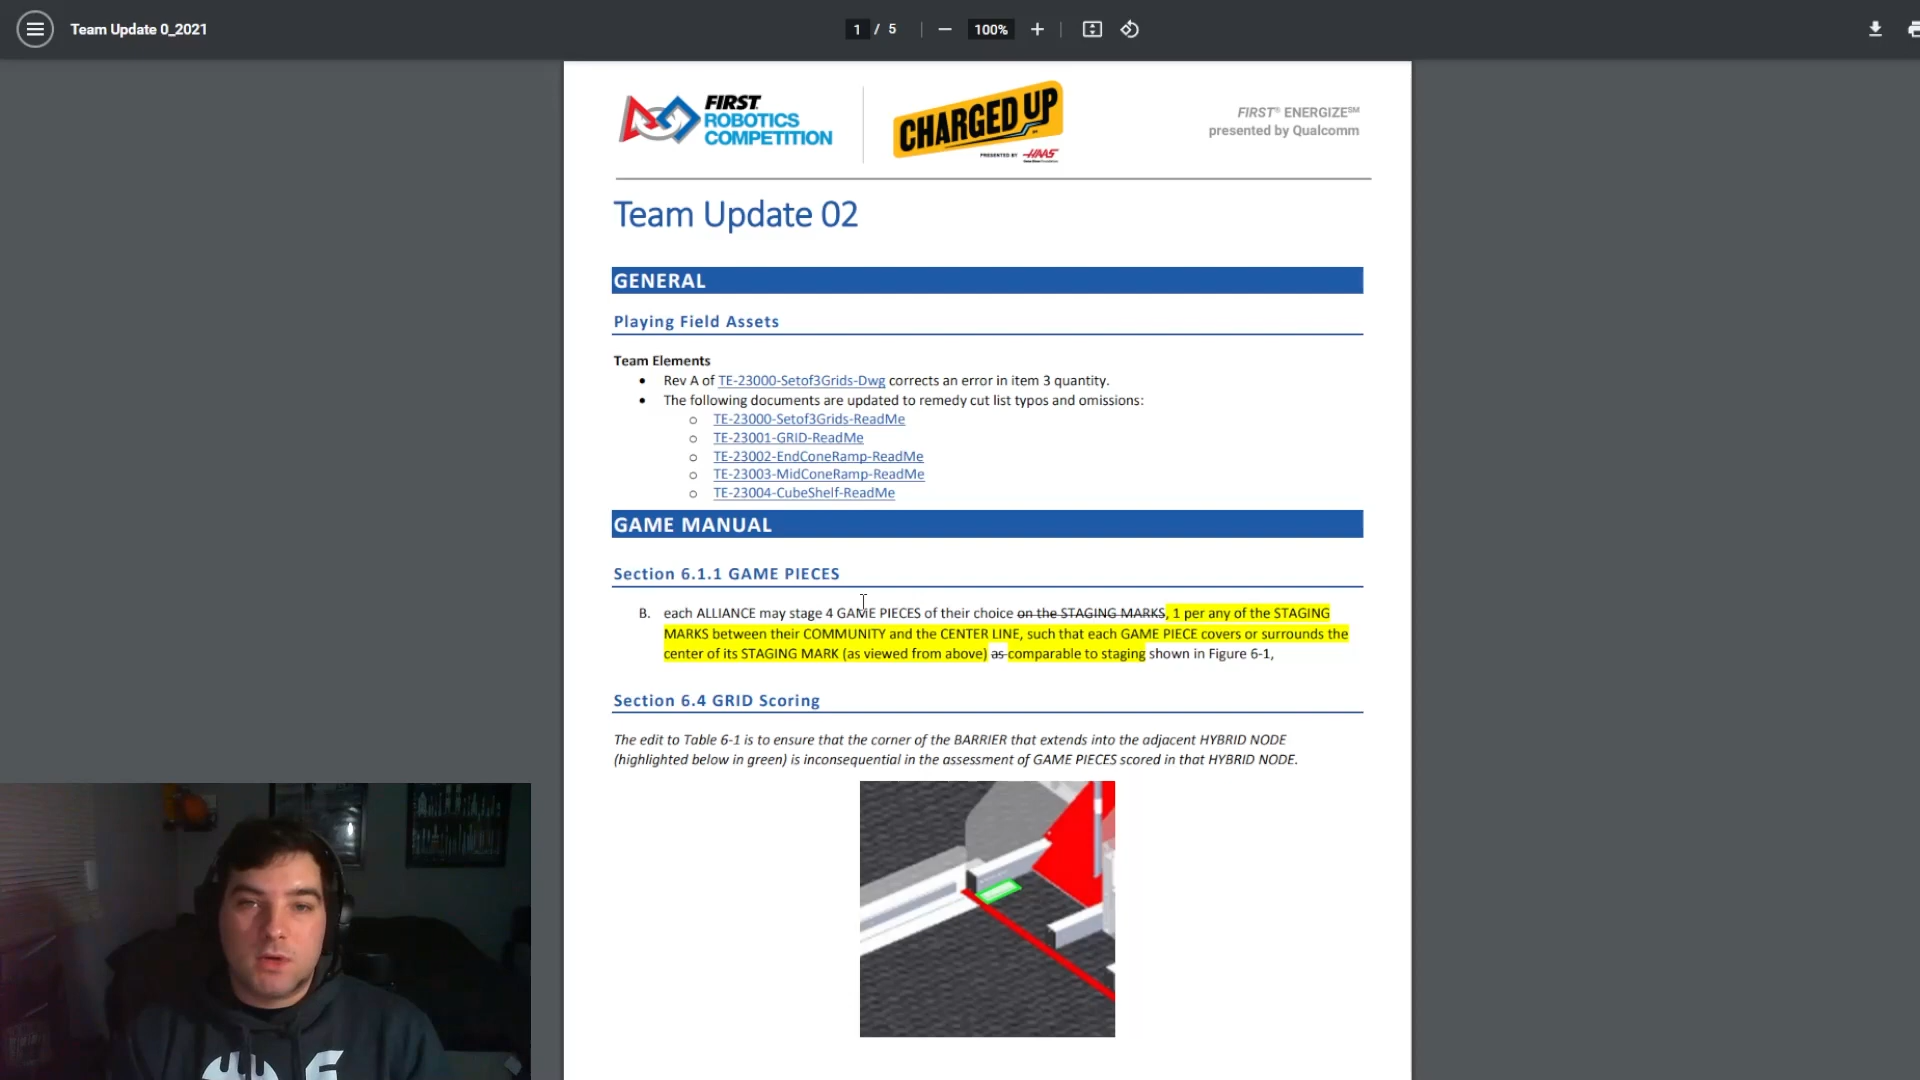 Team Update 0_2021
1 / 5
100%
FIRST
ROBOTICS
COMPETITION
CHARGED UP
PRESENTED BY HAAS
FIRST® ENERGIZE℠
presented by Qualcomm
Team Update 02
GENERAL
Playing Field Assets
Team Elements
• Rev A of TE-23000-Setof3Grids-Dwg corrects an error in item 3 quantity.
• The following documents are updated to remedy cut list typos and omissions:
o TE-23000-Setof3Grids-ReadMe
o TE-23001-GRID-ReadMe
o TE-23002-EndConeRamp-ReadMe
o TE-23003-MidConeRamp-ReadMe
o TE-23004-CubeShelf-ReadMe
GAME MANUAL
Section 6.1.1 GAME PIECES
B. each ALLIANCE may stage 4 GAME PIECES of their choice on the STAGING MARKS, 1 per any of the STAGING
MARKS between their COMMUNITY and the CENTER LINE, such that each GAME PIECE covers or surrounds the
center of its STAGING MARK (as viewed from above) as comparable to staging shown in Figure 6-1,
Section 6.4 GRID Scoring
The edit to Table 6-1 is to ensure that the corner of the BARRIER that extends into the adjacent HYBRID NODE
(highlighted below in green) is inconsequential in the assessment of GAME PIECES scored in that HYBRID NODE.